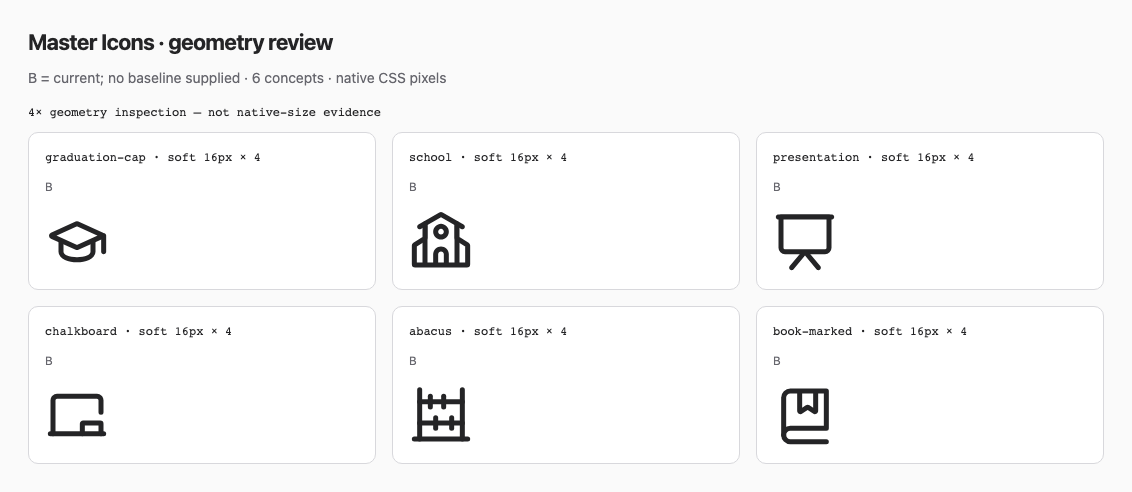 Master Icons · geometry review
B = current; no baseline supplied · 6 concepts · native CSS pixels
4× geometry inspection — not native-size evidence
graduation-cap · soft 16px × 4
B
school · soft 16px × 4
B
presentation · soft 16px × 4
B
chalkboard · soft 16px × 4
B
abacus · soft 16px × 4
B
book-marked · soft 16px × 4
B